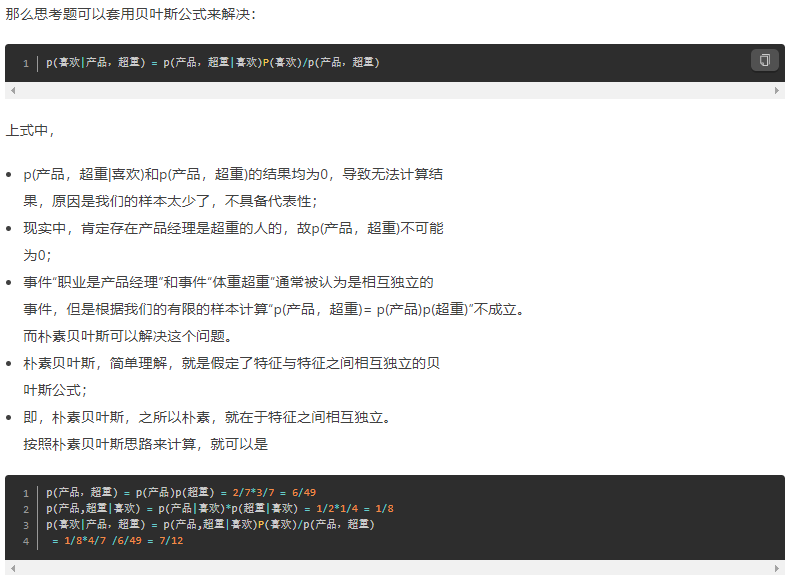 那么思考题可以套用贝叶斯公式来解决：
1 p(喜欢|产品，超重) = p(产品，超重|喜欢)P(喜欢)/p(产品，超重)
上式中，
p(产品，超重|喜欢)和p(产品，超重)的结果均为0，导致无法计算结
果，原因是我们的样本太少了，不具备代表性；
现实中，肯定存在产品经理是超重的人的，故p(产品，超重)不可能
为0；
事件“职业是产品经理”和事件“体重超重”通常被认为是相互独立的
事件，但是根据我们的有限的样本计算“p(产品，超重)= p(产品)p(超重)”不成立。
而朴素贝叶斯可以解决这个问题。
朴素贝叶斯，简单理解，就是假定了特征与特征之间相互独立的贝
叶斯公式；
即，朴素贝叶斯，之所以朴素，就在于特征之间相互独立。
按照朴素贝叶斯思路来计算，就可以是
1 p(产品，超重) = p(产品)p(超重) = 2/7*3/7 = 6/49
2 p(产品,超重|喜欢) = p(产品|喜欢)*p(超重|喜欢) = 1/2*1/4 = 1/8
3 p(喜欢|产品，超重) = p(产品,超重|喜欢)P(喜欢)/p(产品，超重)
4 = 1/8*4/7 /6/49 = 7/12